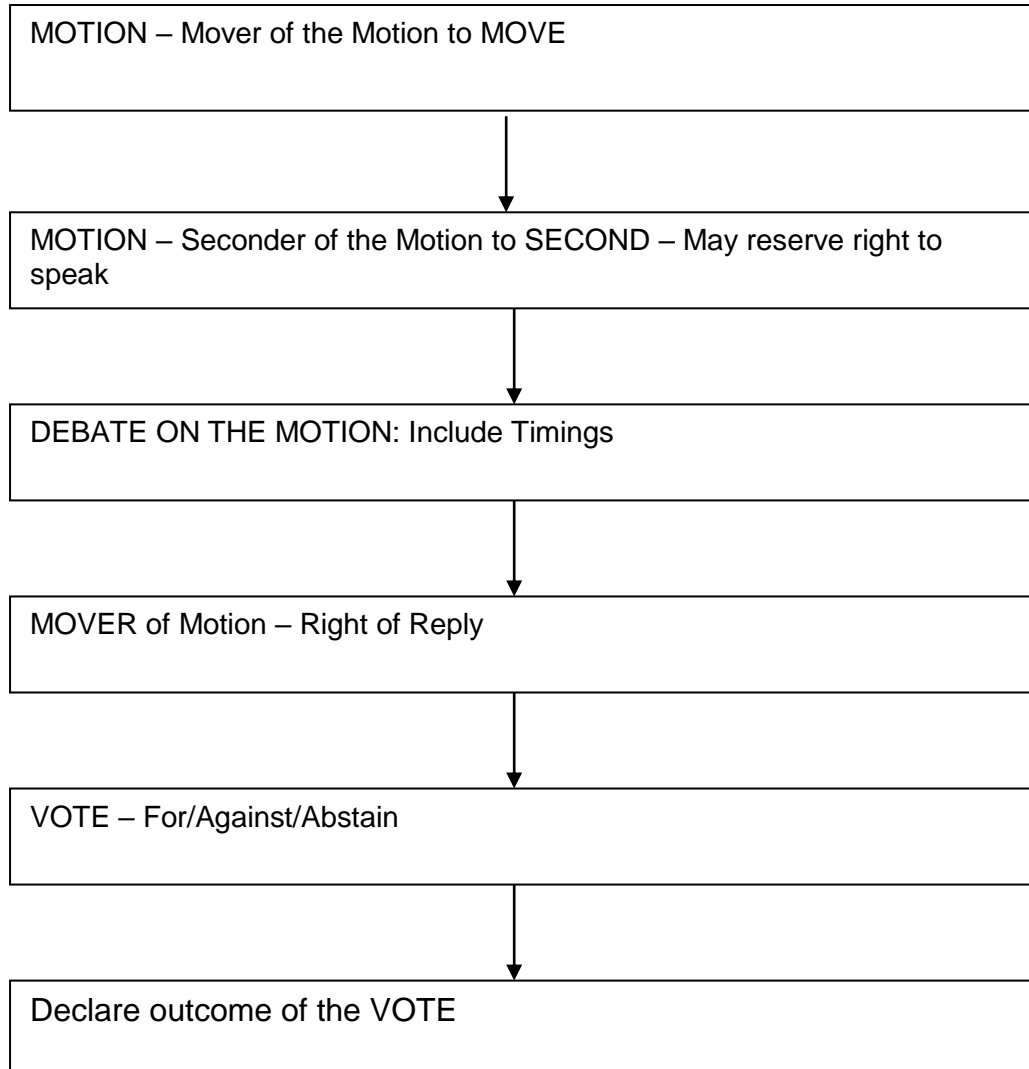 MOTION – Mover of the Motion to MOVE
MOTION – Seconder of the Motion to SECOND – May reserve right to
speak
DEBATE ON THE MOTION: Include Timings
MOVER of Motion – Right of Reply
VOTE – For/Against/Abstain
Declare outcome of the VOTE